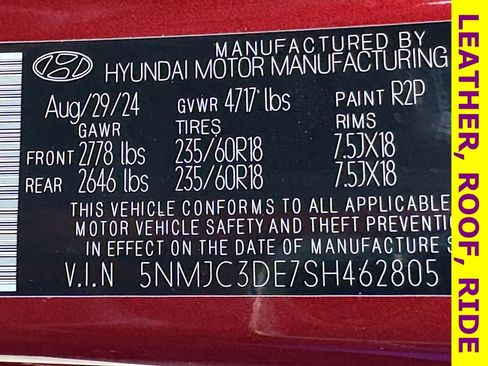 MANUFACTURED BY
HYUNDAI MOTOR MANUFACTURING
Aug/29/24 GVWR 4717 lbs PAINT R2P
GAWR TIRES RIMS
FRONT 2778 lbs 235/60R18 7.5JX18
REAR 2646 lbs 235/60R18 7.5JX18
THIS VEHICLE CONFORMS TO ALL APPLICABLE
MOTOR VEHICLE SAFETY AND THEFT PREVENTION
IN EFFECT ON THE DATE OF MANUFACTURE
V.I.N 5NMJC3DE7SH462805
LEATHER, ROOF, RIDE